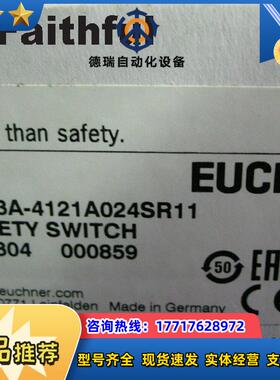 Faithful
德瑞自动化设备
than safety.
EUCH
3A-4121A024SR11
ETY SWITCH
304 000859
50
EAC
euchner.com
Made in Germany
咨询热线：17717628972
品推荐
型号齐全 现货速发 实体经营